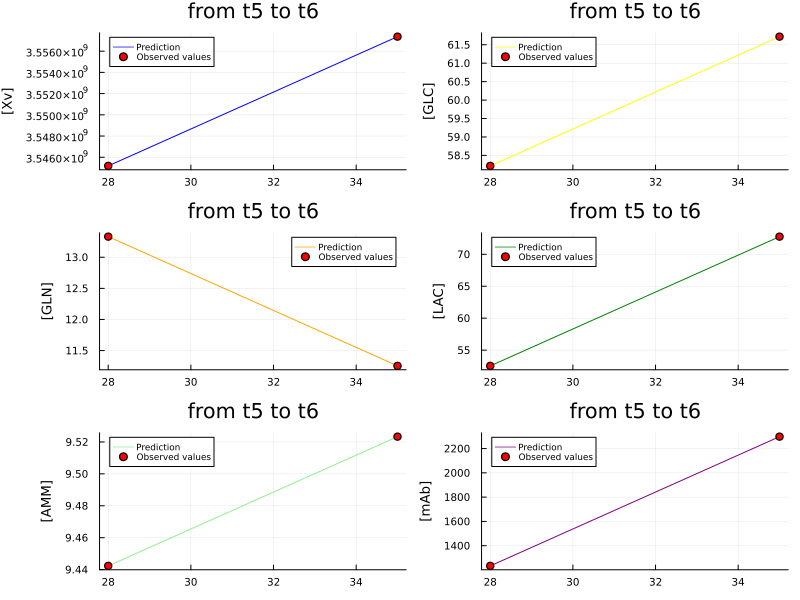 from t5 to t6
[Xv]
3.5560×10⁹
3.5540×10⁹
3.5520×10⁹
3.5500×10⁹
3.5480×10⁹
3.5460×10⁹
Prediction
Observed values
28 30 32 34
from t5 to t6
[GLC]
61.5
61.0
60.5
60.0
59.5
59.0
58.5
Prediction
Observed values
28 30 32 34
from t5 to t6
[GLN]
13.0
12.5
12.0
11.5
Prediction
Observed values
28 30 32 34
from t5 to t6
[LAC]
70
65
60
55
Prediction
Observed values
28 30 32 34
from t5 to t6
[AMM]
9.52
9.50
9.48
9.46
9.44
Prediction
Observed values
28 30 32 34
from t5 to t6
[mAb]
2200
2000
1800
1600
1400
Prediction
Observed values
28 30 32 34